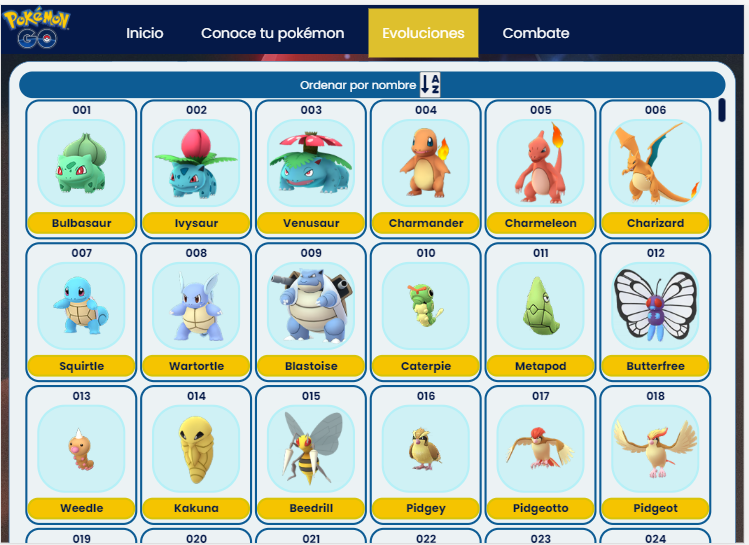 Pokémon
GO
Inicio
Conoce tu pokémon
Evoluciones
Combate
Ordenar por nombre
A
Z
001 002 003 004 005 006
Bulbasaur Ivysaur Venusaur Charmander Charmeleon Charizard
007 008 009 010 011 012
Squirtle Wartortle Blastoise Caterpie Metapod Butterfree
013 014 015 016 017 018
Weedle Kakuna Beedrill Pidgey Pidgeotto Pidgeot
019 020 021 022 023 024